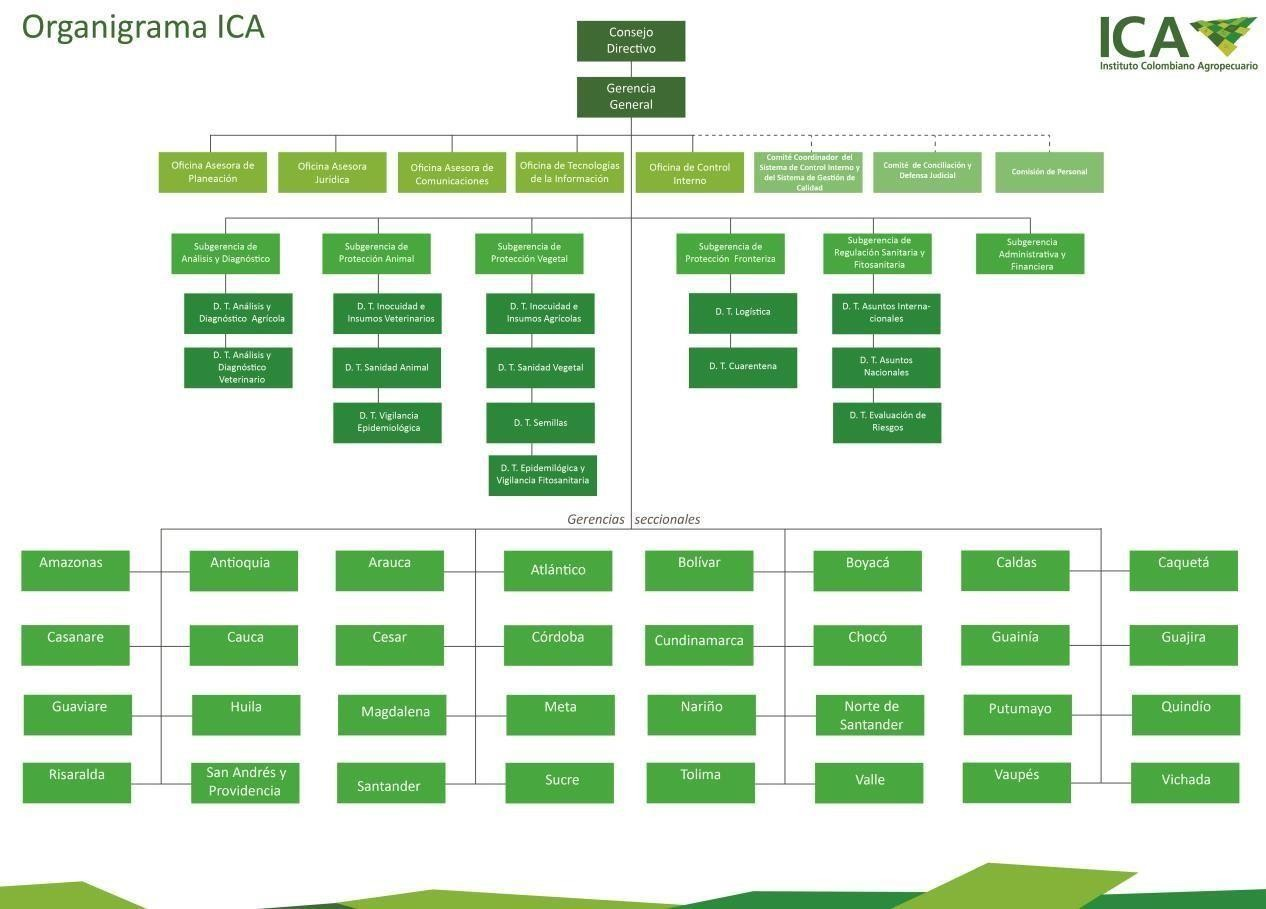 Organigrama ICA
ICA
Instituto Colombiano Agropecuario
Consejo
Directivo
Gerencia
General
Oficina Asesora de
Planeación
Oficina Asesora
Jurídica
Oficina Asesora de
Comunicaciones
Oficina de Tecnologías
de la Información
Oficina de Control
Interno
Comité Coordinador del
Sistema de Control Interno y
del Sistema de Gestión de
Calidad
Comité de Conciliación y
Defensa Judicial
Comisión de Personal
Subgerencia de
Análisis y Diagnóstico
Subgerencia de
Protección Animal
Subgerencia de
Protección Vegetal
Subgerencia de
Protección Fronteriza
Subgerencia de
Regulación Sanitaria y
Fitosanitaria
Subgerencia
Administrativa y
Financiera
D. T. Análisis y
Diagnóstico Agrícola
D. T. Inocuidad e
Insumos Veterinarios
D. T. Inocuidad e
Insumos Agrícolas
D. T. Logística
D. T. Asuntos Interna-
cionales
D. T. Análisis y
Diagnóstico
Veterinario
D. T. Sanidad Animal
D. T. Sanidad Vegetal
D. T. Cuarentena
D. T. Asuntos
Nacionales
D. T. Vigilancia
Epidemiológica
D. T. Semillas
D. T. Evaluación de
Riesgos
D. T. Epidemilógica y
Vigilancia Fitosanitaria
Gerencias seccionales
Amazonas
Antioquia
Arauca
Atlántico
Bolívar
Boyacá
Caldas
Caquetá
Casanare
Cauca
Cesar
Córdoba
Cundinamarca
Chocó
Guainía
Guajira
Guaviare
Huila
Magdalena
Meta
Nariño
Norte de
Santander
Putumayo
Quindío
Risaralda
San Andrés y
Providencia
Santander
Sucre
Tolima
Valle
Vaupés
Vichada